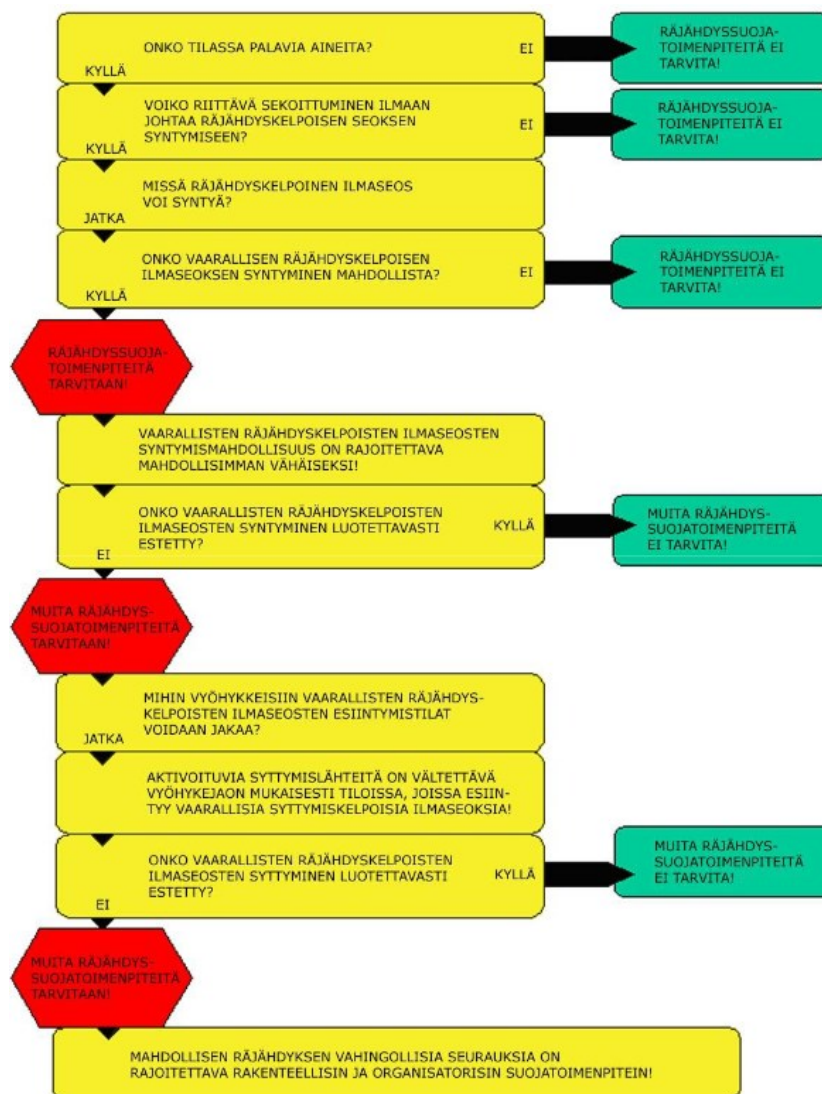 ONKO TILASSA PALAVIA AINEITA?
EI
KYLLÄ
RÄJÄHDYSSUOJA-
TOIMENPITEITÄ EI
TARVITA!
VOIKO RIITTÄVÄ SEKOITTUMINEN ILMAAN
JOHTAA RÄJÄHDYSKELPOISEN SEOKSEN
SYNTYMISEEN?
EI
KYLLÄ
RÄJÄHDYSSUOJA-
TOIMENPITEITÄ EI
TARVITA!
MISSÄ RÄJÄHDYSKELPOINEN ILMASEOS
VOI SYNTYÄ?
JATKA
ONKO VAARALLISEN RÄJÄHDYSKELPOISEN
ILMASEOKSEN SYNTYMINEN MAHDOLLISTA?
EI
KYLLÄ
RÄJÄHDYSSUOJA-
TOIMENPITEITÄ EI
TARVITA!
RÄJÄHDYSSUOJA-
TOIMENPITEITÄ
TARVITAAN!
VAARALLISTEN RÄJÄHDYSKELPOISTEN ILMASEOSTEN
SYNTYMISMAHDOLLISUUS ON RAJOITETTAVA
MAHDOLLISIMMAN VÄHÄISEKSI!
ONKO VAARALLISTEN RÄJÄHDYSKELPOISTEN
ILMASEOSTEN SYNTYMINEN LUOTETTAVASTI
ESTETTY?
KYLLÄ
EI
MUITA RÄJÄHDYS-
SUOJATOIMENPITEITÄ
EI TARVITA!
MUITA RÄJÄHDYS-
SUOJATOIMENPITEITÄ
TARVITAAN!
MIHIN VYÖHYKKEISIIN VAARALLISTEN RÄJÄHDYS-
KELPOISTEN ILMASEOSTEN ESIINTYMISTILAT
VOIDAAN JAKAA?
JATKA
AKTIVOITUVIA SYTTYMISLÄHTEITÄ ON VÄLTETTÄVÄ
VYÖHYKEJAON MUKAISESTI TILOISSA, JOISSA ESIIN-
TYY VAARALLISIA SYTTYMISKELPOISIA ILMASEOKSIA!
ONKO VAARALLISTEN RÄJÄHDYSKELPOISTEN
ILMASEOSTEN SYTTYMINEN LUOTETTAVASTI
ESTETTY?
KYLLÄ
EI
MUITA RÄJÄHDYS-
SUOJATOIMENPITEITÄ
EI TARVITA!
MUITA RÄJÄHDYS-
SUOJATOIMENPITEITÄ
TARVITAAN!
MAHDOLLISEN RÄJÄHDYKSEN VAHINGOLLISIA SEURAUKSIA ON
RAJOITETTAVA RAKENTEELLISIN JA ORGANISATORISIN SUOJATOIMENPITEIN!